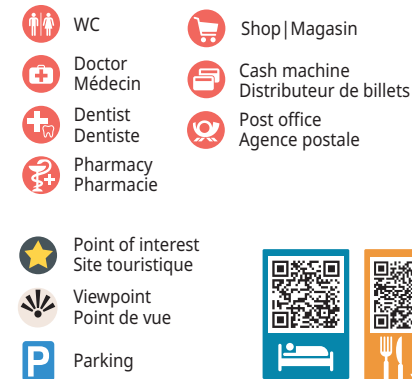 WC
Doctor
Médecin
Dentist
Dentiste
Pharmacy
Pharmacie
Shop|Magasin
Cash machine
Distributeur de billets
Post office
Agence postale
Point of interest
Site touristique
Viewpoint
Point de vue
P Parking